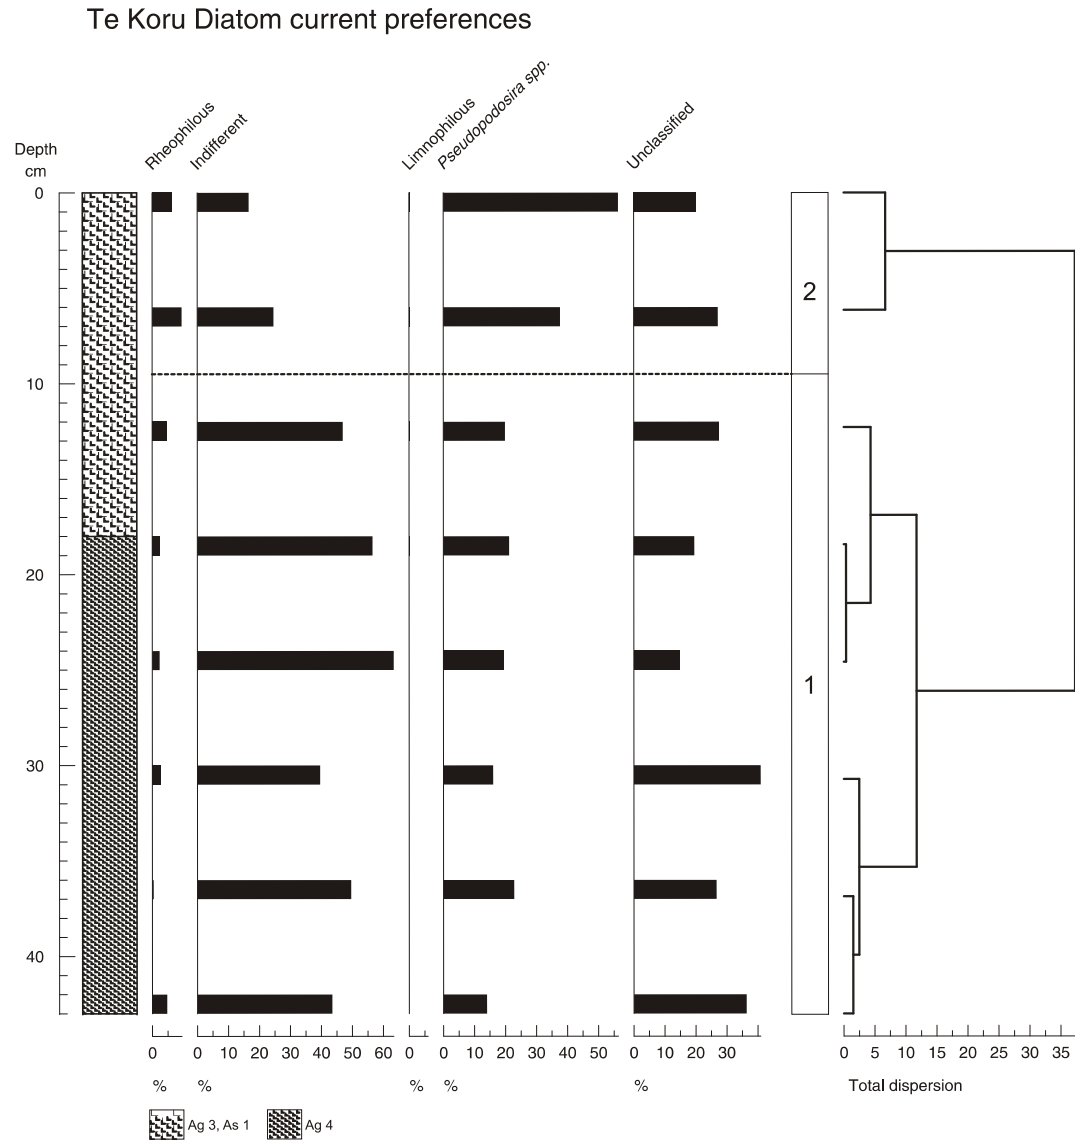 Te Koru Diatom current preferences
Rheophilous
Indifferent
Limnophilous
Pseudopodosira spp.
Unclassified
Depth
cm
0
10
20
30
40
2
1
0 0 10 20 30 40 50 60 0 0 10 20 30 40 50 0 10 20 30 0 5 10 15 20 25 30 35
% % % % % Total dispersion
Ag 3, As 1 Ag 4